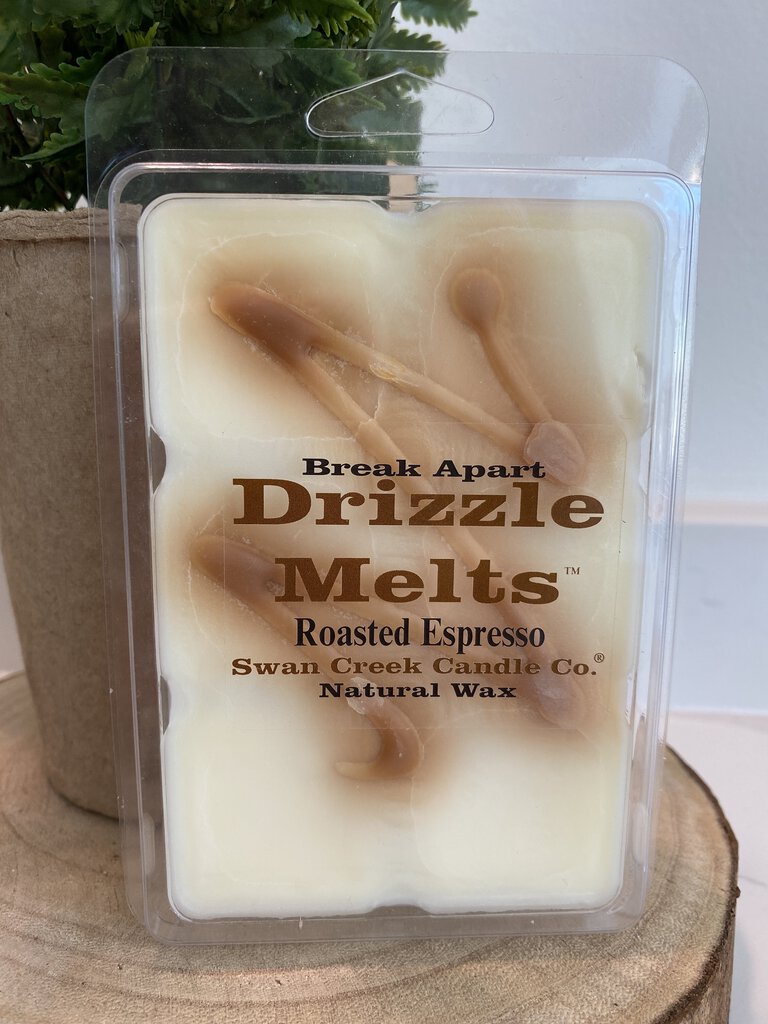 Break Apart
Drizzle
Melts™
Roasted Espresso
Swan Creek Candle Co.®
Natural Wax